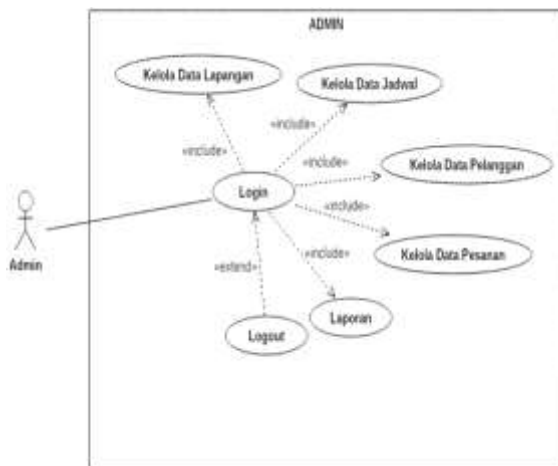 ADMIN
Kelola Data Lapangan
Kelola Data Jadwal
«include»
«include»
«include»
Kelola Data Pelanggan
Login
«include»
Admin
Kelola Data Pesanan
«extend»
«include»
Laporan
Logout